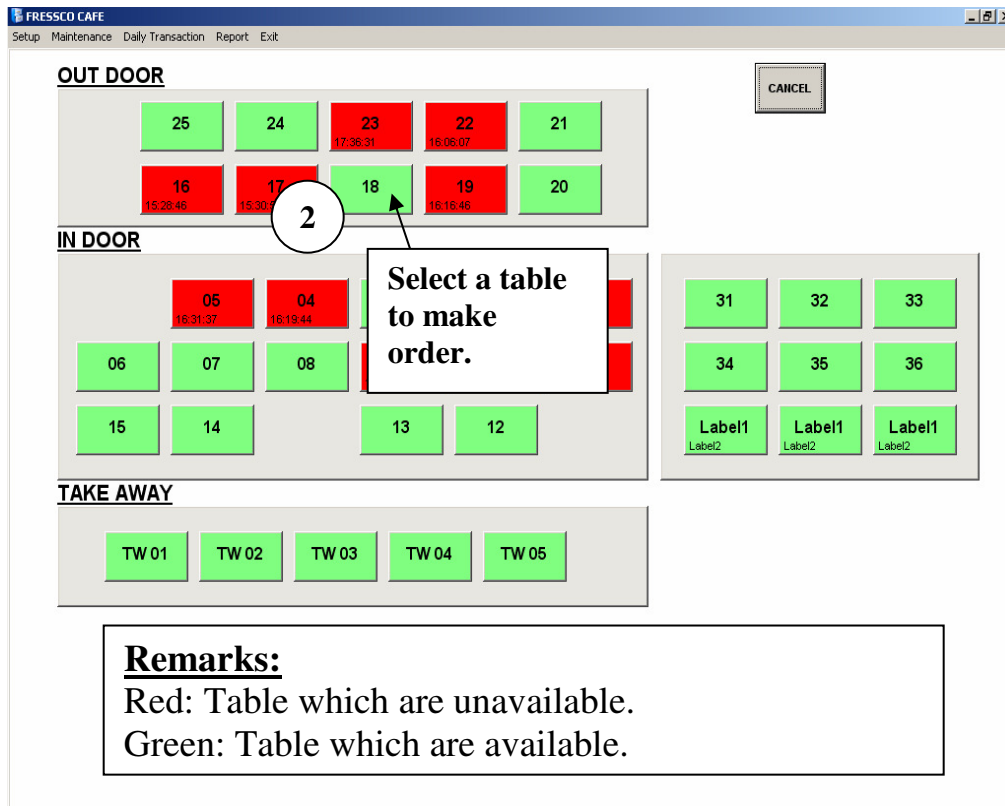 FRESSCO CAFE
Setup Maintenance Daily Transaction Report Exit
OUT DOOR
CANCEL
25 24 23 22 21
17:36:31 16:06:07
16 17 18 19 20
15:28:46 16:16:46
2
IN DOOR
Select a table
to make
order.
05 04
16:31:37 16:19:44
31 32 33
06 07 08
34 35 36
15 14 13 12
Label1 Label1 Label1
Label2 Label2 Label2
TAKE AWAY
TW 01 TW 02 TW 03 TW 04 TW 05
Remarks:
Red: Table which are unavailable.
Green: Table which are available.